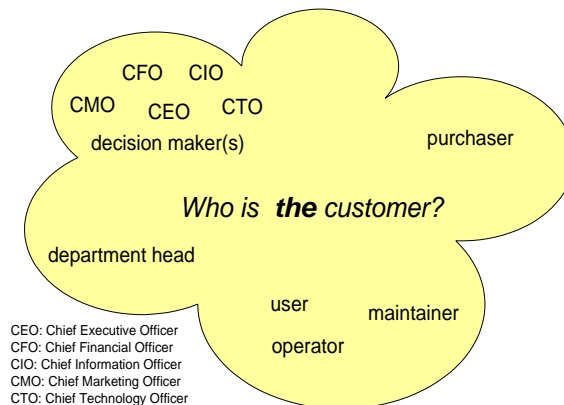 CFO CIO
CMO CEO CTO
decision maker(s)
purchaser
Who is the customer?
department head
user
maintainer
operator
CEO: Chief Executive Officer
CFO: Chief Financial Officer
CIO: Chief Information Officer
CMO: Chief Marketing Officer
CTO: Chief Technology Officer